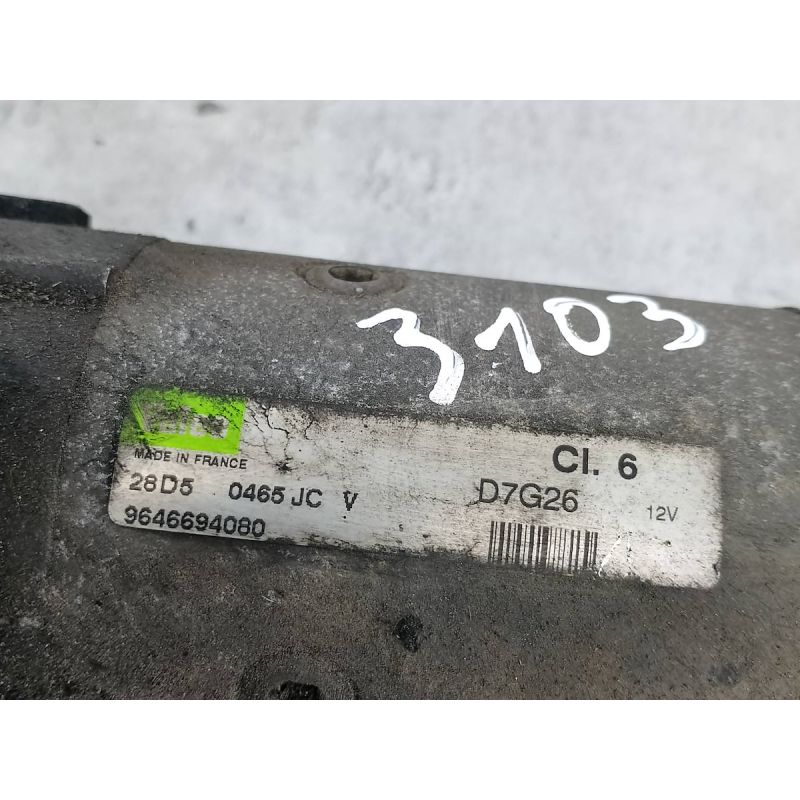 3103
MADE IN FRANCE
Cl. 6
28D5 0465 JC V D7G26 12V
9646694080